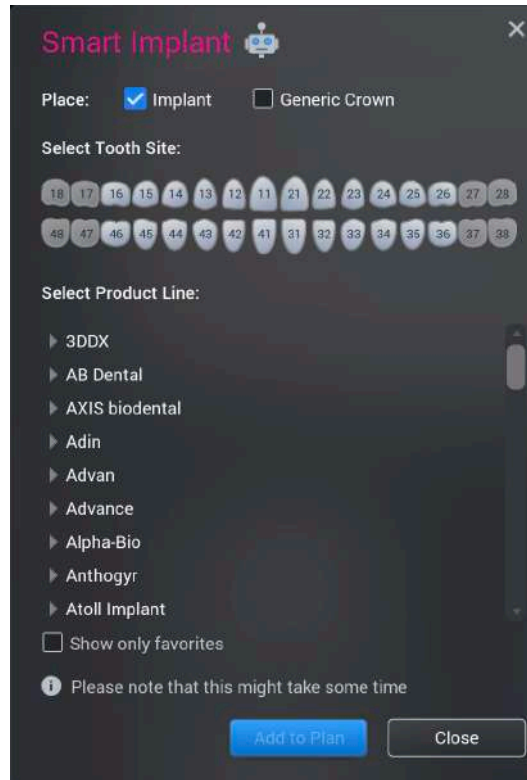 Smart Implant
Place: Implant Generic Crown
Select Tooth Site:
18 17 16 15 14 13 12 11 21 22 23 24 25 26 27 28
48 47 46 45 44 43 42 41 31 32 33 34 35 36 37 38
Select Product Line:
3DDX
AB Dental
AXIS biodental
Adin
Advan
Advance
Alpha-Bio
Anthogyr
Atoll Implant
Show only favorites
Please note that this might take some time
Add to Plan Close